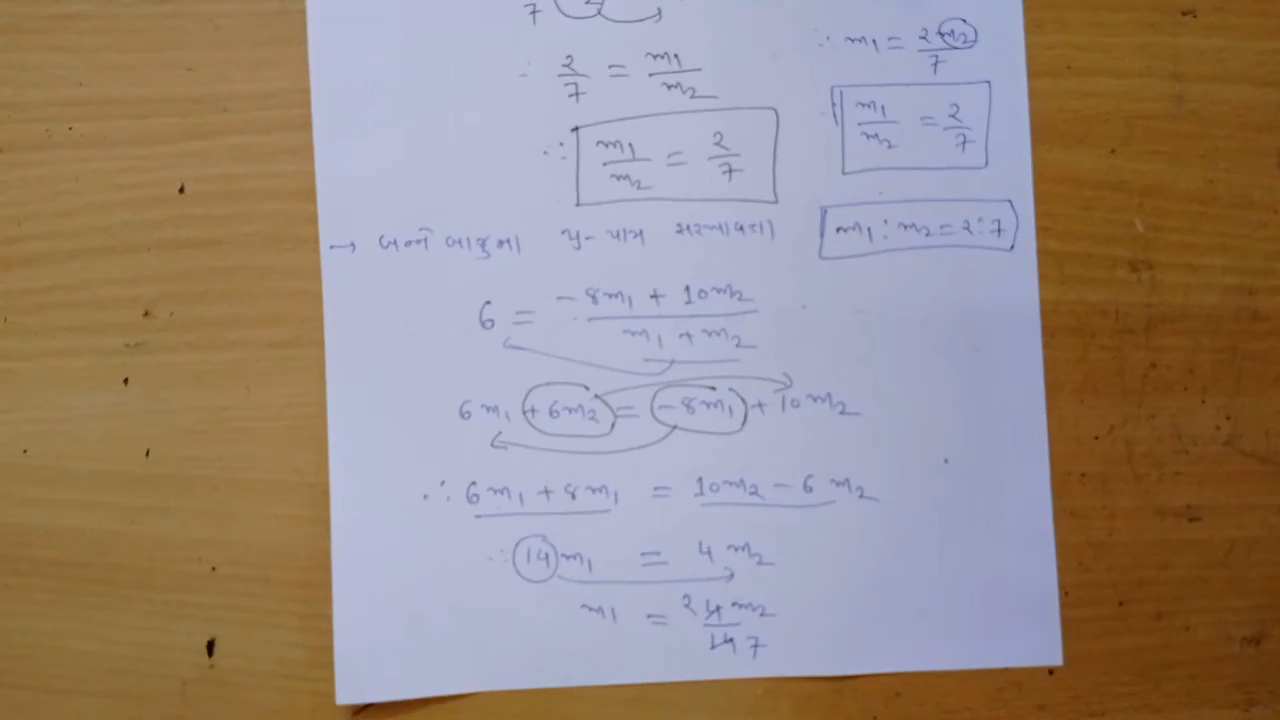 7 2
∴ 2/7 = m₁/m₂
∴ m₁/m₂ = 2/7
→ બન્ને બાજુના y-યામ સરખાવતા
6 = (-8m₁ + 10m₂)/(m₁ + m₂)
6m₁ + 6m₂ = -8m₁ + 10m₂
∴ 6m₁ + 8m₁ = 10m₂ - 6m₂
∴ 14m₁ = 4m₂
m₁ = 2 4m₂/14 7
∴ m₁ = 2m₂/7
m₁/m₂ = 2/7
m₁ : m₂ = 2 : 7